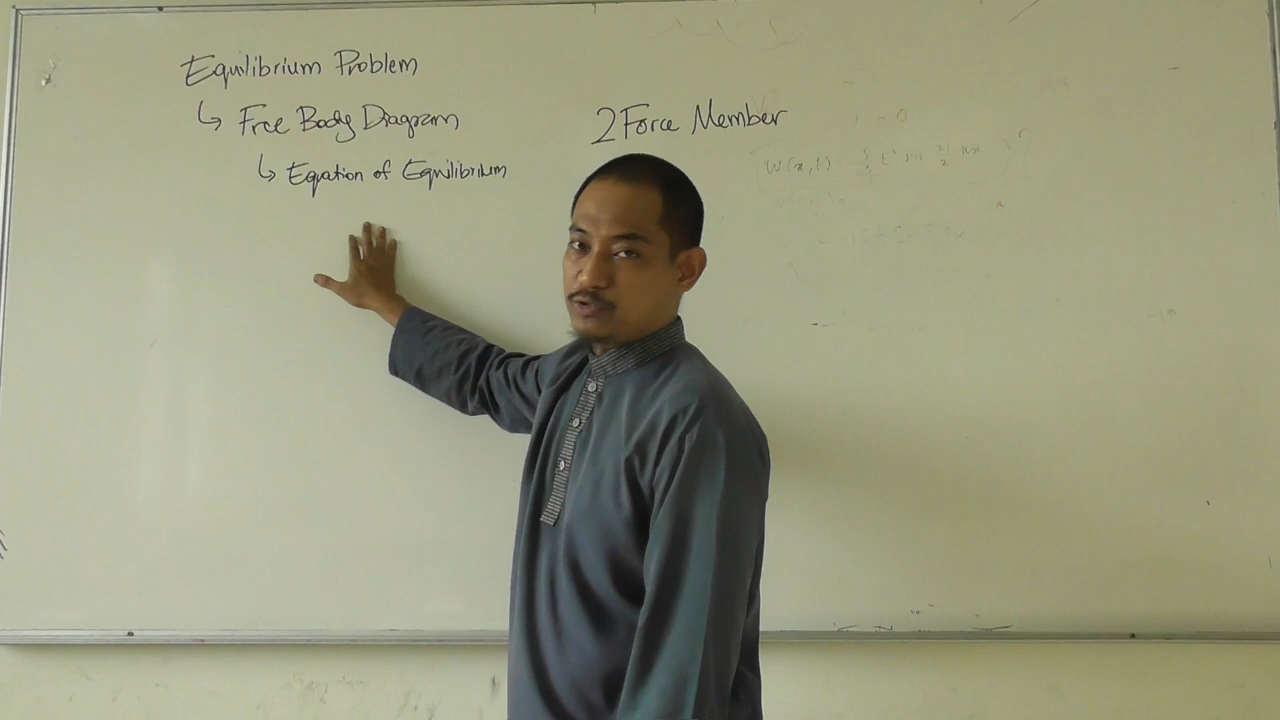 Equilibrium Problem
↳ Free Body Diagram
↳ Equation of Equilibrium
2 Force Member
W(x,t)